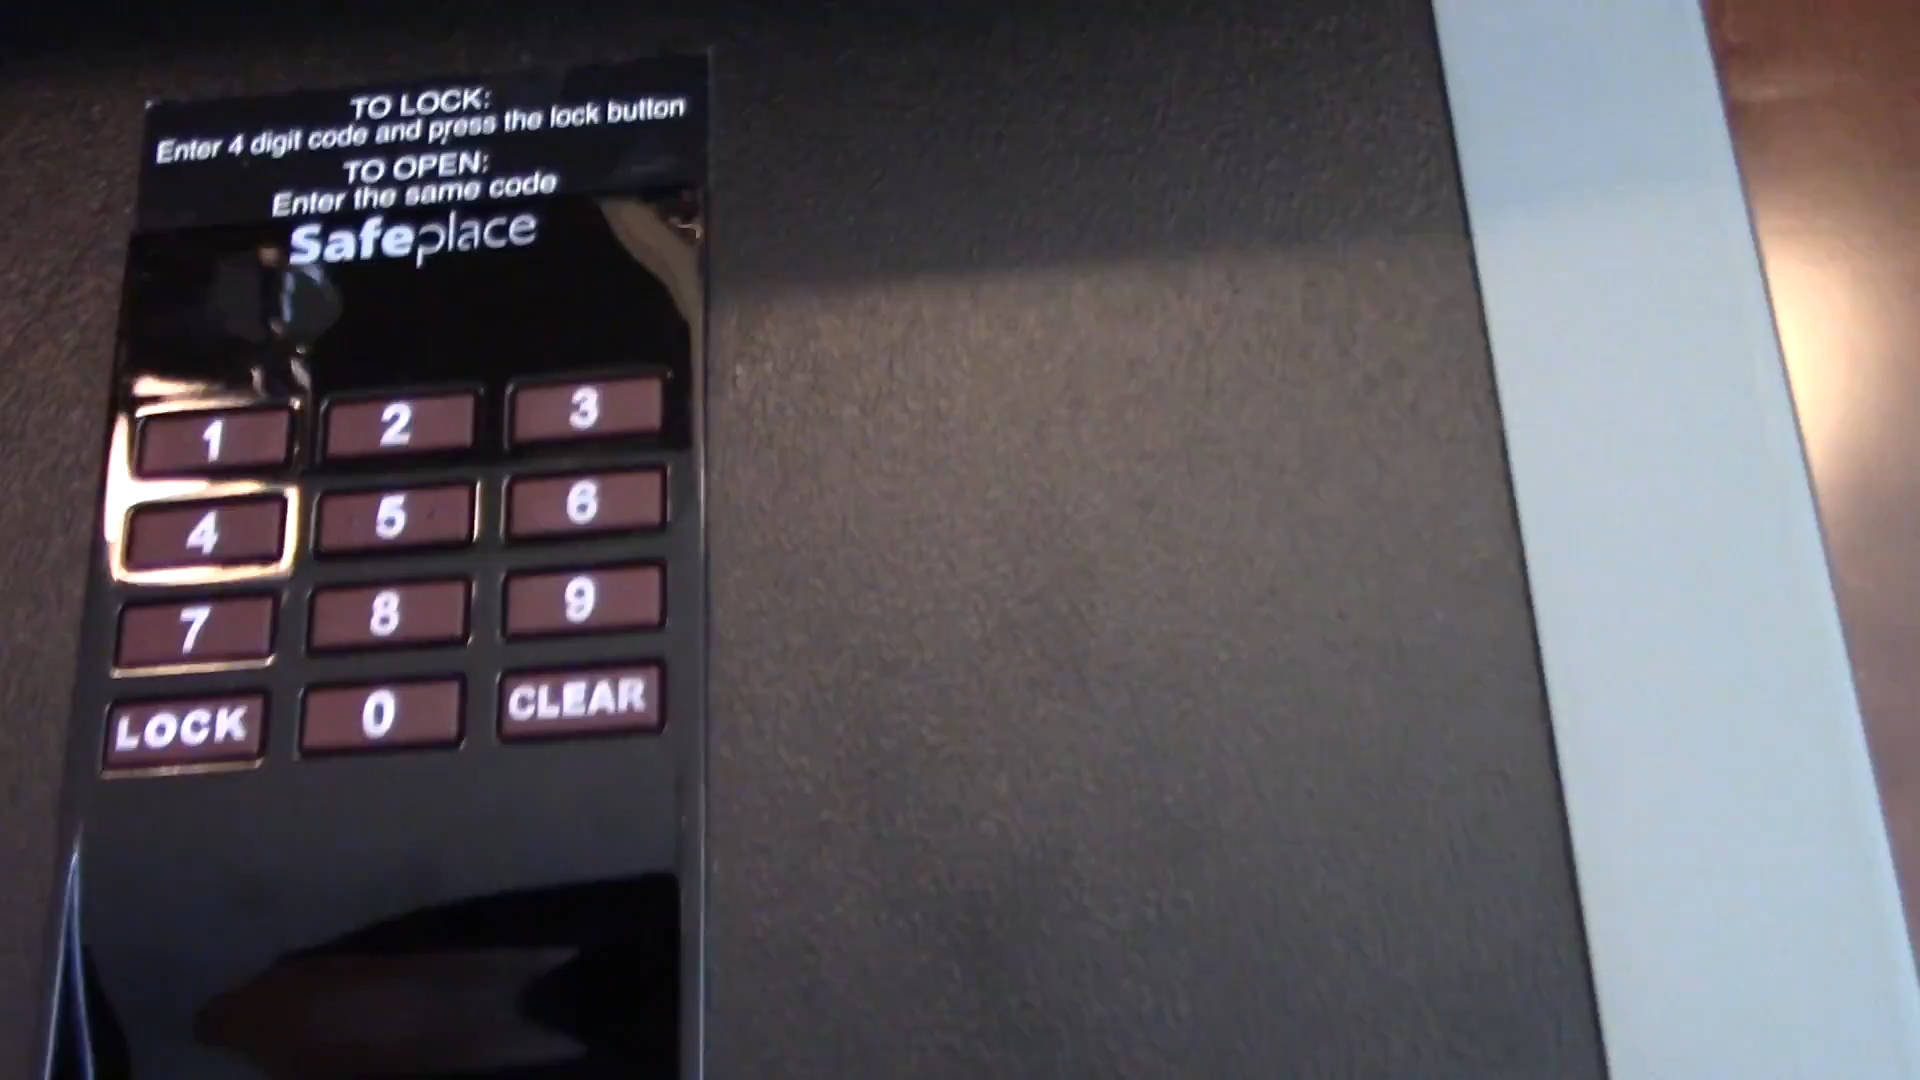 TO LOCK:
Enter 4 digit code and press the lock button
TO OPEN:
Enter the same code
Safeplace
1 2 3
4 5 6
7 8 9
LOCK 0 CLEAR